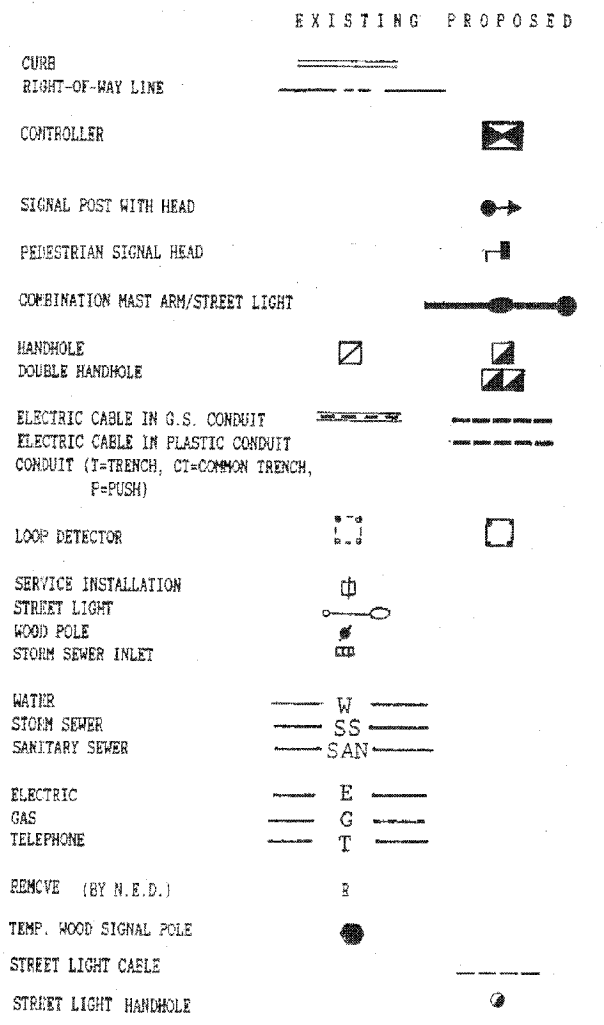 EXISTING PROPOSED
CURB
RIGHT-OF-WAY LINE
CONTROLLER
SIGNAL POST WITH HEAD
PEDESTRIAN SIGNAL HEAD
COMBINATION MAST ARM/STREET LIGHT
HANDHOLE
DOUBLE HANDHOLE
ELECTRIC CABLE IN G.S. CONDUIT
ELECTRIC CABLE IN PLASTIC CONDUIT
CONDUIT (T=TRENCH, CT=COMMON TRENCH,
P=PUSH)
LOOP DETECTOR
SERVICE INSTALLATION
STREET LIGHT
WOOD POLE
STORM SEWER INLET
WATER W
STORM SEWER SS
SANITARY SEWER SAN
ELECTRIC E
GAS G
TELEPHONE T
REMOVE (BY N.E.D.) R
TEMP. WOOD SIGNAL POLE
STREET LIGHT CABLE
STREET LIGHT HANDHOLE